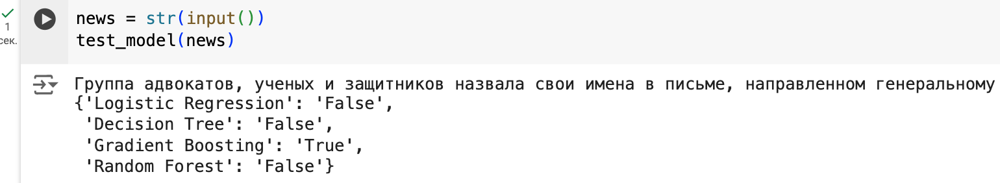 news = str(input())
1
сек.
test_model(news)
Группа адвокатов, ученых и защитников назвала свои имена в письме, направленном генеральному
{'Logistic Regression': 'False',
'Decision Tree': 'False',
'Gradient Boosting': 'True',
'Random Forest': 'False'}